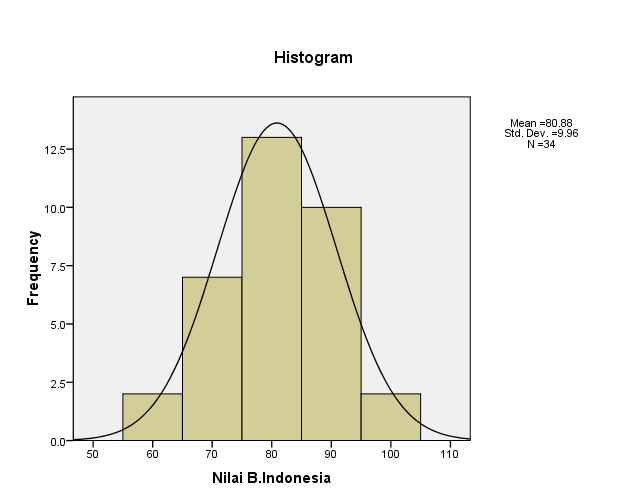 Histogram
Mean =80.88
Std. Dev. =9.96
N =34
Frequency
12.5
10.0
7.5
5.0
2.5
0.0
50 60 70 80 90 100 110
Nilai B.Indonesia